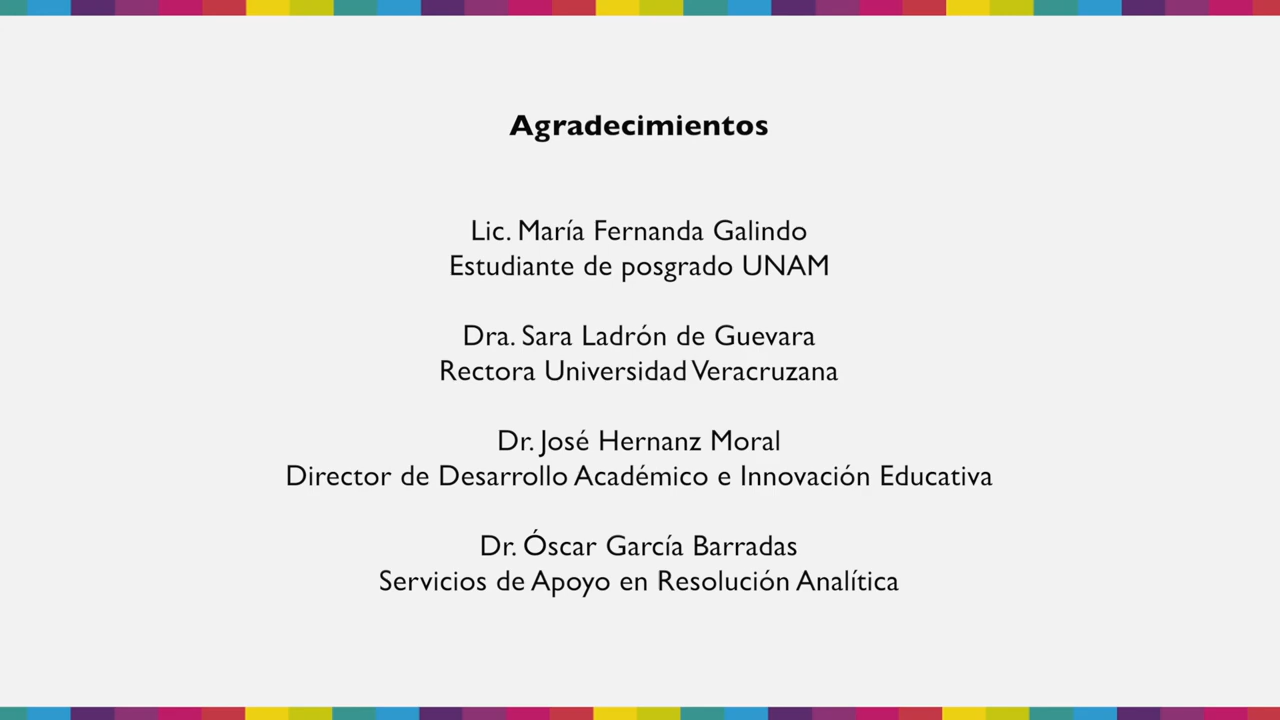 Agradecimientos
Lic. María Fernanda Galindo
Estudiante de posgrado UNAM
Dra. Sara Ladrón de Guevara
Rectora Universidad Veracruzana
Dr. José Hernanz Moral
Director de Desarrollo Académico e Innovación Educativa
Dr. Óscar García Barradas
Servicios de Apoyo en Resolución Analítica